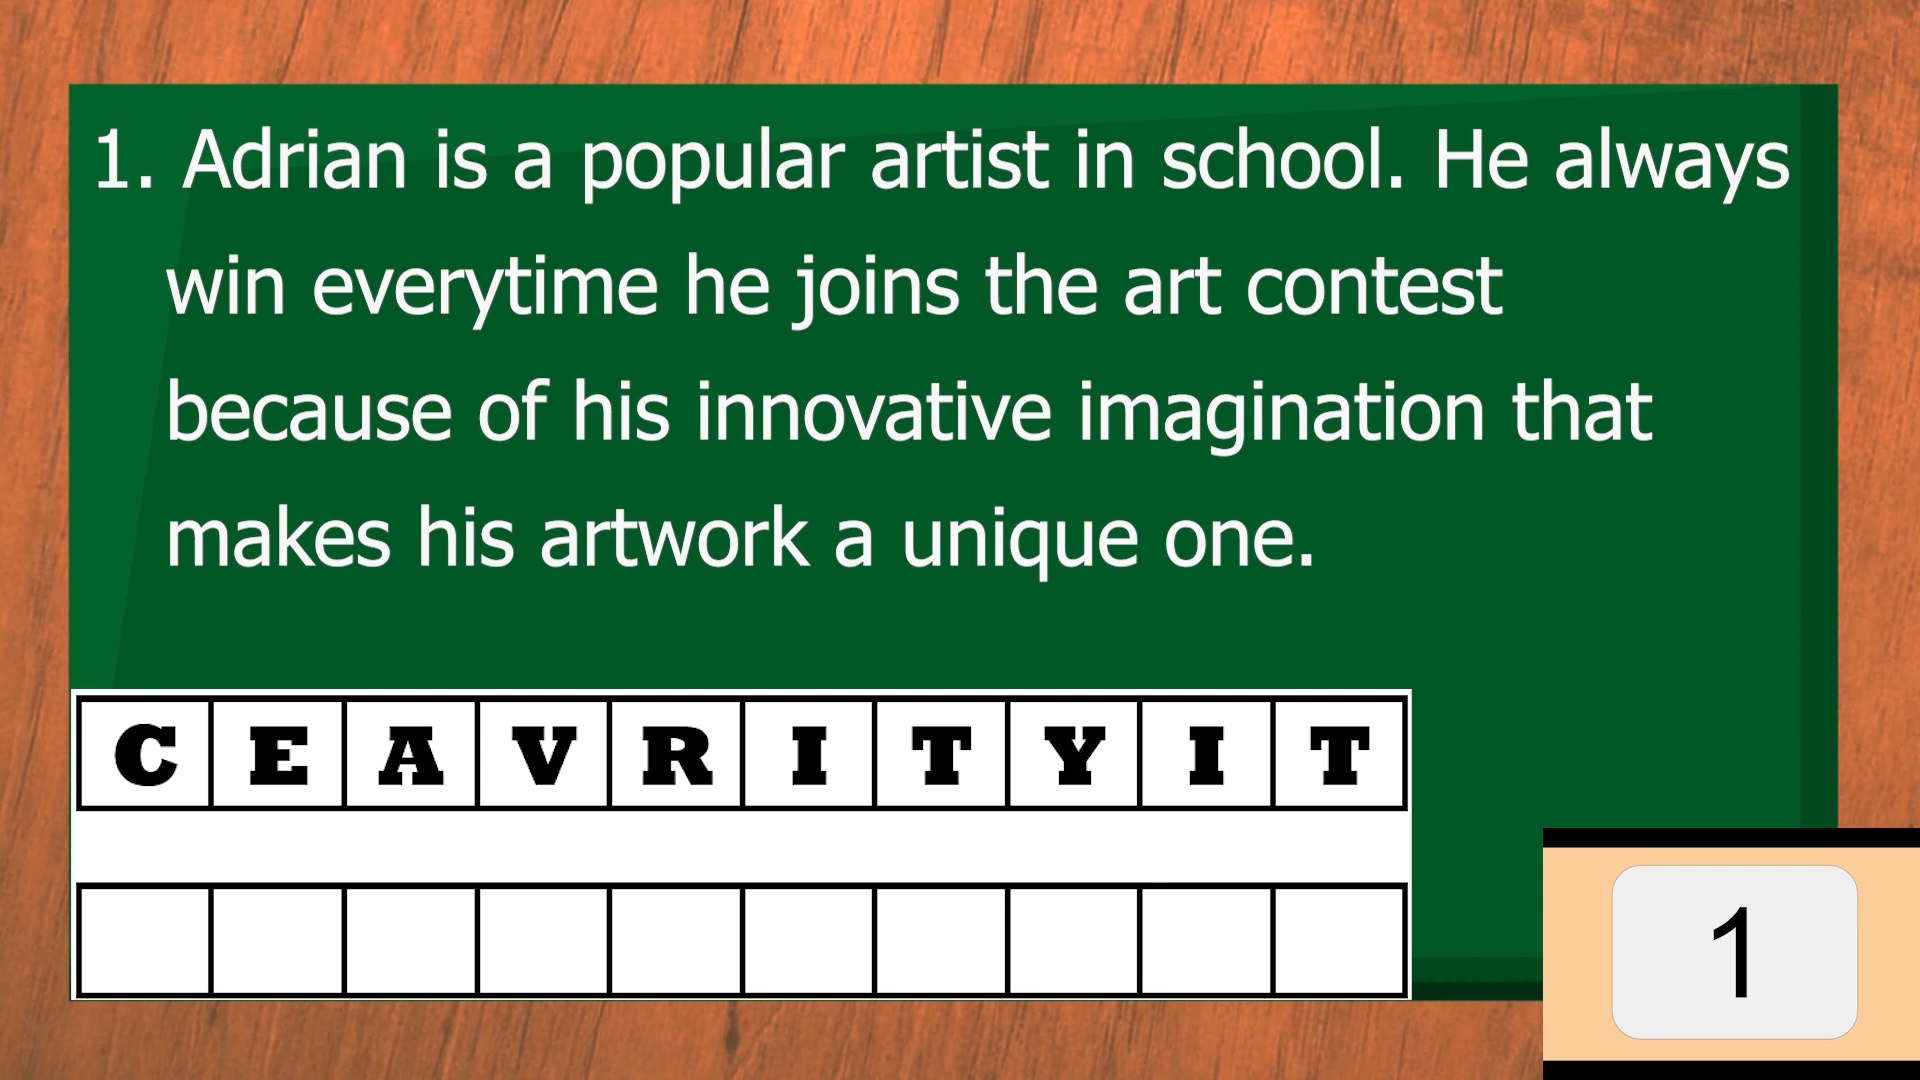 1. Adrian is a popular artist in school. He always
win everytime he joins the art contest
because of his innovative imagination that
makes his artwork a unique one.
C E A V R I T Y I T
1